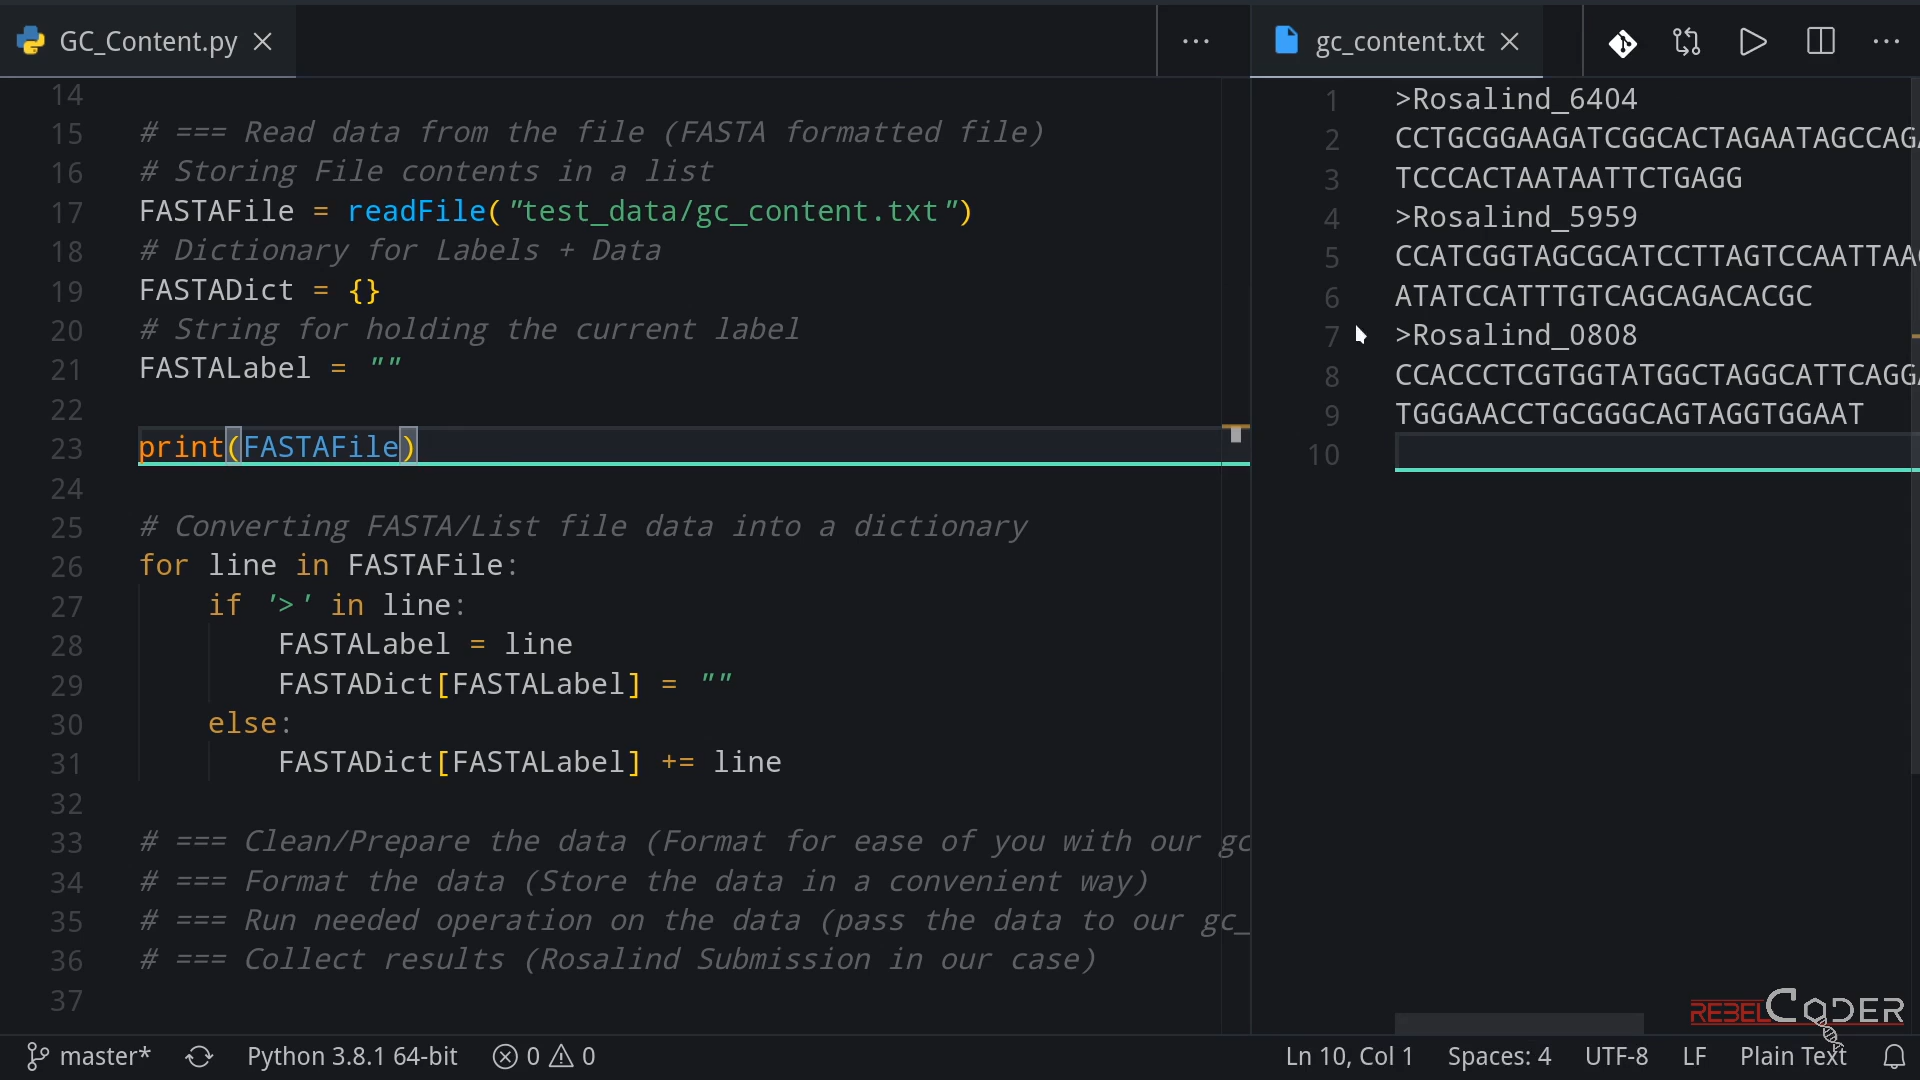 GC_Content.py
gc_content.txt
14
15 # === Read data from the file (FASTA formatted file)
16 # Storing File contents in a list
17 FASTAFile = readFile("test_data/gc_content.txt")
18 # Dictionary for Labels + Data
19 FASTADict = {}
20 # String for holding the current label
21 FASTALabel = ""
22
23 print(FASTAFile)
24
25 # Converting FASTA/List file data into a dictionary
26 for line in FASTAFile:
27 if '>' in line:
28 FASTALabel = line
29 FASTADict[FASTALabel] = ""
30 else:
31 FASTADict[FASTALabel] += line
32
33 # === Clean/Prepare the data (Format for ease of you with our gc
34 # === Format the data (Store the data in a convenient way)
35 # === Run needed operation on the data (pass the data to our gc_
36 # === Collect results (Rosalind Submission in our case)
37
1 >Rosalind_6404
2 CCTGCGGAAGATCGGCACTAGAATAGCCAGA
3 TCCCACTAATAATTCTGAGG
4 >Rosalind_5959
5 CCATCGGTAGCGCATCCTTAGTCCAATTAAG
6 ATATCCATTTGTCAGCAGACACGC
7 >Rosalind_0808
8 CCACCCTCGTGGTATGGCTAGGCATTCAGGA
9 TGGGAACCTGCGGGCAGTAGGTGGAAT
10
REBELCODER
master* Python 3.8.1 64-bit 0 0 Ln 10, Col 1 Spaces: 4 UTF-8 LF Plain Text